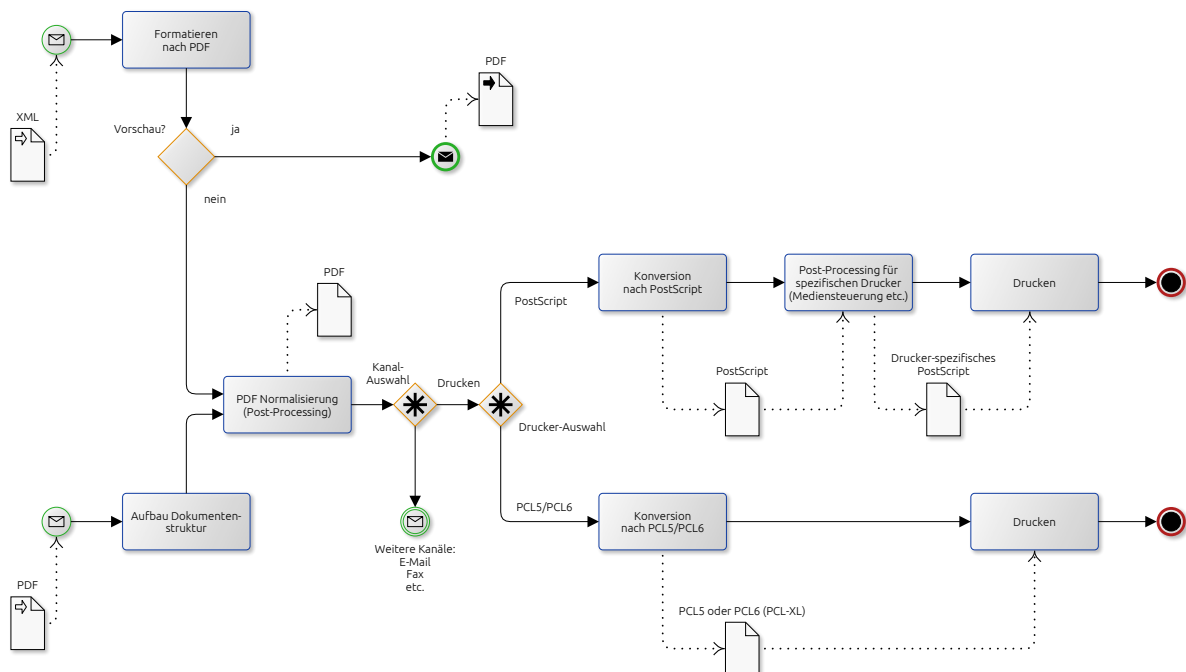 Formatieren
nach PDF
PDF
XML
Vorschau?
ja
nein
PDF
Konversion
nach PostScript
Post-Processing für
spezifischen Drucker
(Mediensteuerung etc.)
Drucken
PostScript
Kanal-
Auswahl
Drucken
PostScript
Drucker-spezifisches
PostScript
PDF Normalisierung
(Post-Processing)
Drucker-Auswahl
Aufbau Dokumenten-
struktur
PCL5/PCL6
Konversion
nach PCL5/PCL6
Drucken
Weitere Kanäle:
E-Mail
Fax
etc.
PDF
PCL5 oder PCL6 (PCL-XL)